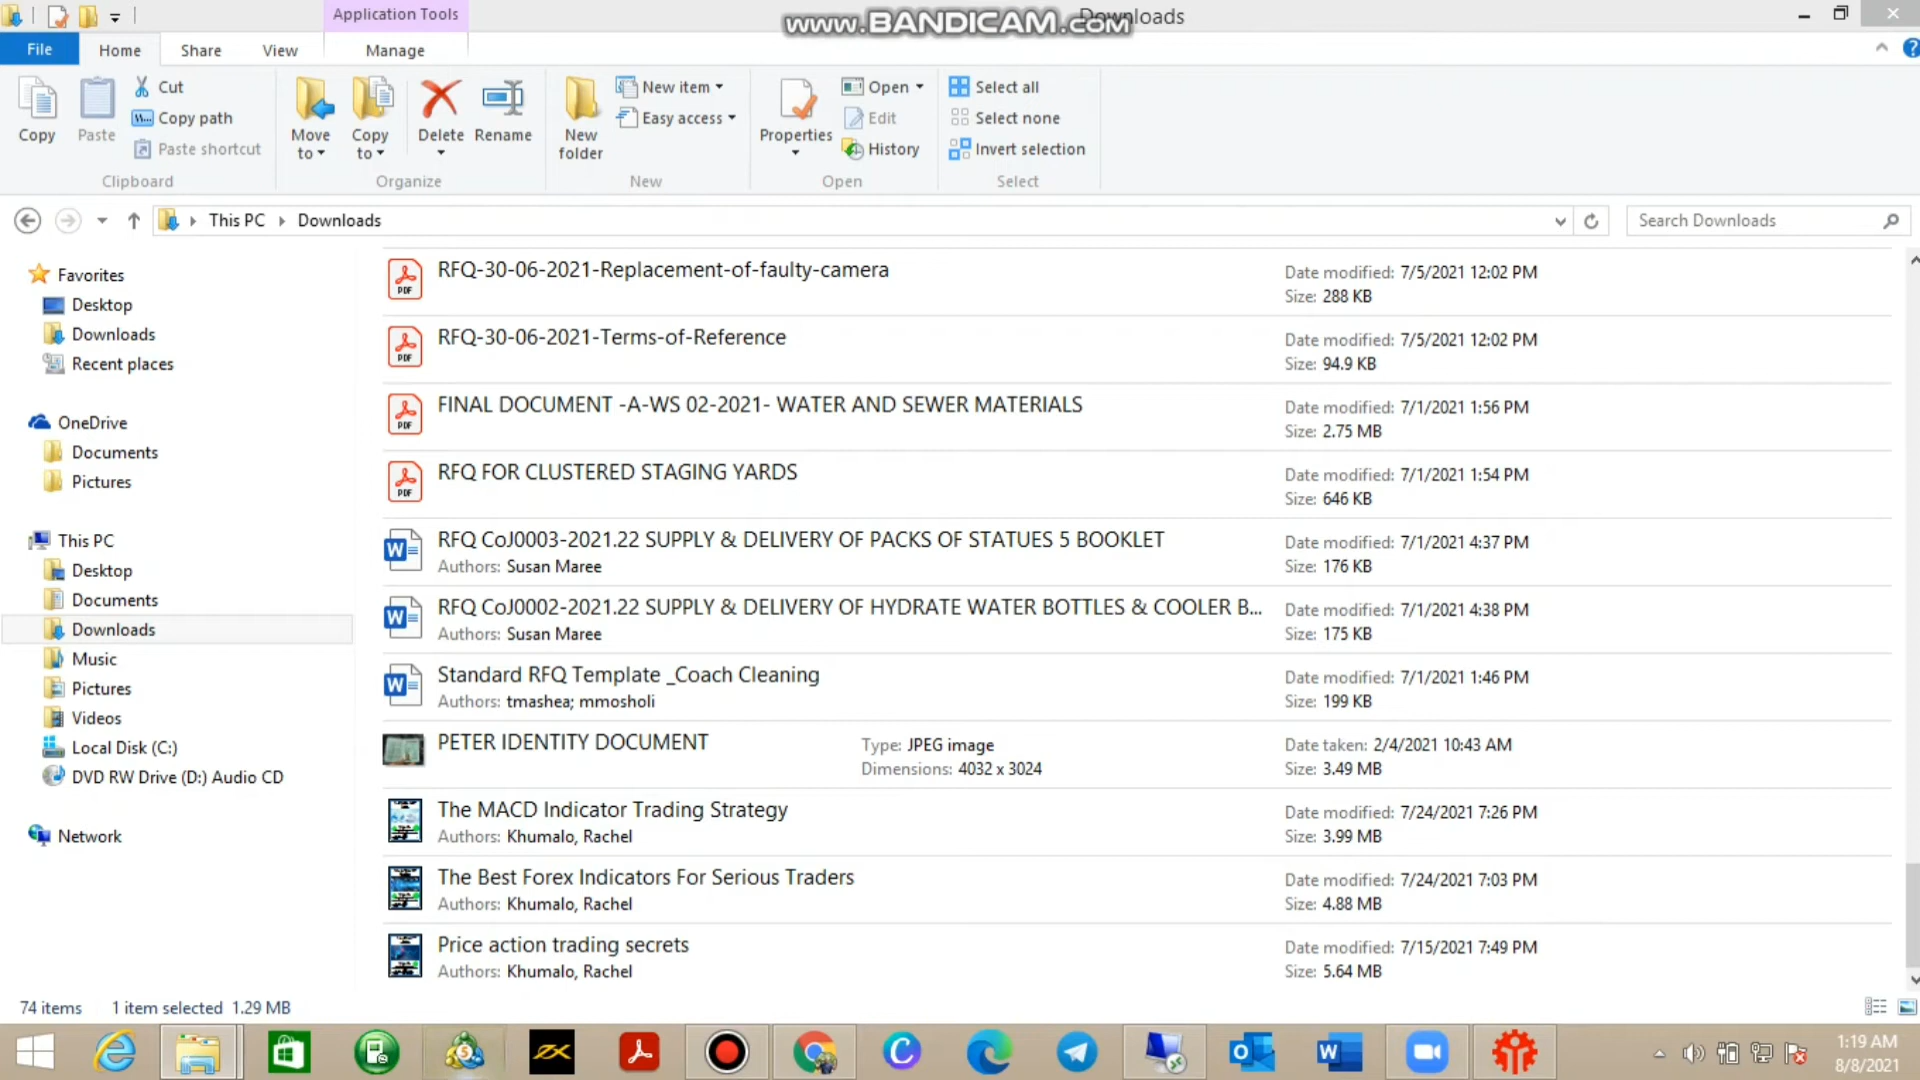 Application Tools
www.BANDICAM.com
Downloads
File
Home
Share
View
Manage
Copy
Paste
Cut
Copy path
Paste shortcut
Clipboard
Move to
Copy to
Delete
Rename
Organize
New folder
New item
Easy access
New
Properties
Open
Edit
History
Open
Select all
Select none
Invert selection
Select
This PC
Downloads
Search Downloads
Favorites
Desktop
Downloads
Recent places
OneDrive
Documents
Pictures
This PC
Desktop
Documents
Downloads
Music
Pictures
Videos
Local Disk (C:)
DVD RW Drive (D:) Audio CD
Network
RFQ-30-06-2021-Replacement-of-faulty-camera
Date modified: 7/5/2021 12:02 PM
PDF
Size: 288 KB
RFQ-30-06-2021-Terms-of-Reference
Date modified: 7/5/2021 12:02 PM
PDF
Size: 94.9 KB
FINAL DOCUMENT -A-WS 02-2021- WATER AND SEWER MATERIALS
Date modified: 7/1/2021 1:56 PM
PDF
Size: 2.75 MB
RFQ FOR CLUSTERED STAGING YARDS
Date modified: 7/1/2021 1:54 PM
PDF
Size: 646 KB
RFQ CoJ0003-2021.22 SUPPLY & DELIVERY OF PACKS OF STATUES 5 BOOKLET
Date modified: 7/1/2021 4:37 PM
Authors: Susan Maree
Size: 176 KB
RFQ CoJ0002-2021.22 SUPPLY & DELIVERY OF HYDRATE WATER BOTTLES & COOLER B...
Date modified: 7/1/2021 4:38 PM
Authors: Susan Maree
Size: 175 KB
Standard RFQ Template _Coach Cleaning
Date modified: 7/1/2021 1:46 PM
Authors: tmashea; mmosholi
Size: 199 KB
PETER IDENTITY DOCUMENT
Type: JPEG image
Date taken: 2/4/2021 10:43 AM
Dimensions: 4032 x 3024
Size: 3.49 MB
The MACD Indicator Trading Strategy
Date modified: 7/24/2021 7:26 PM
Authors: Khumalo, Rachel
Size: 3.99 MB
The Best Forex Indicators For Serious Traders
Date modified: 7/24/2021 7:03 PM
Authors: Khumalo, Rachel
Size: 4.88 MB
Price action trading secrets
Date modified: 7/15/2021 7:49 PM
Authors: Khumalo, Rachel
Size: 5.64 MB
74 items
1 item selected 1.29 MB
1:19 AM
8/8/2021